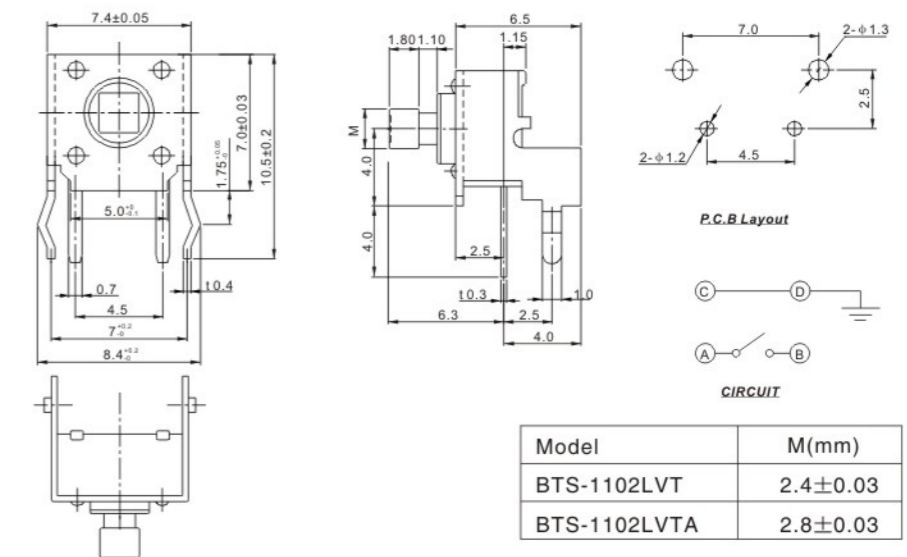 7.4±0.05
7.0±0.03
10.5±0.2
1.75 +0.05 -0
5.0 +0 -0.1
0.7
t0.4
4.5
7 +0.2 -0
8.4 +0.2 -0
6.5
1.15
1.80 1.10
M
4.0
4.0
2.5
t0.3
1.0
6.3
2.5
4.0
7.0
2-φ1.3
2.5
2-φ1.2
4.5
P.C.B Layout
C D
A B
CIRCUIT
Model M(mm)
BTS-1102LVT 2.4±0.03
BTS-1102LVTA 2.8±0.03